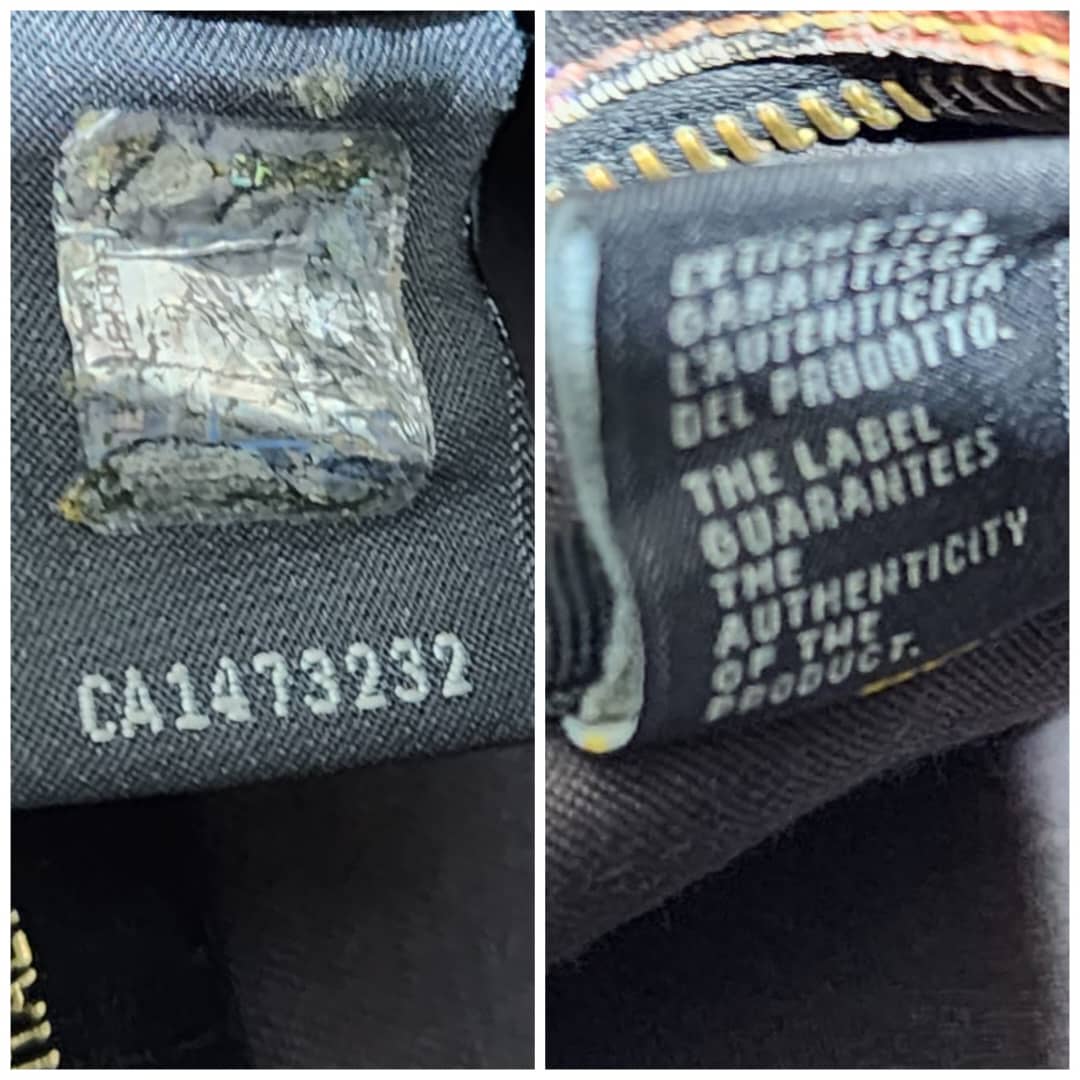 CA1473232
L'ETICHETTA
GARANTISCE
L'AUTENTICITA'
DEL PRODOTTO.
THE LABEL
GUARANTEES
THE
AUTHENTICITY
OF THE
PRODUCT.